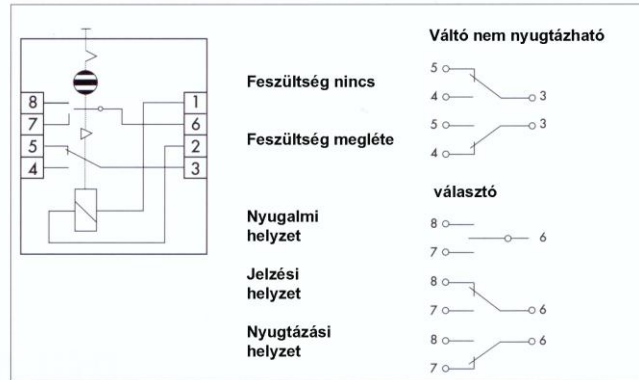 Váltó nem nyugtázható
Feszültség nincs
5
4
3
Feszültség megléte
5
4
3
8
7
5
4
1
6
2
3
választó
Nyugalmi
helyzet
8
7
6
Jelzési
helyzet
8
7
6
Nyugtázási
helyzet
8
7
6